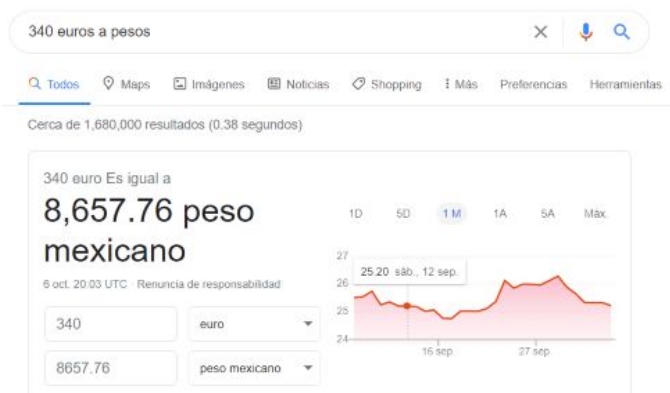 340 euros a pesos
Todos Maps Imágenes Noticias Shopping Más Preferencias Herramientas
Cerca de 1,680,000 resultados (0.38 segundos)
340 euro Es igual a
8,657.76 peso
mexicano
6 oct. 20:03 UTC · Renuncia de responsabilidad
340 euro
8657.76 peso mexicano
1D 5D 1 M 1A 5A Máx.
27
25.20 sáb., 12 sep.
26
25
24
16 sep. 27 sep.